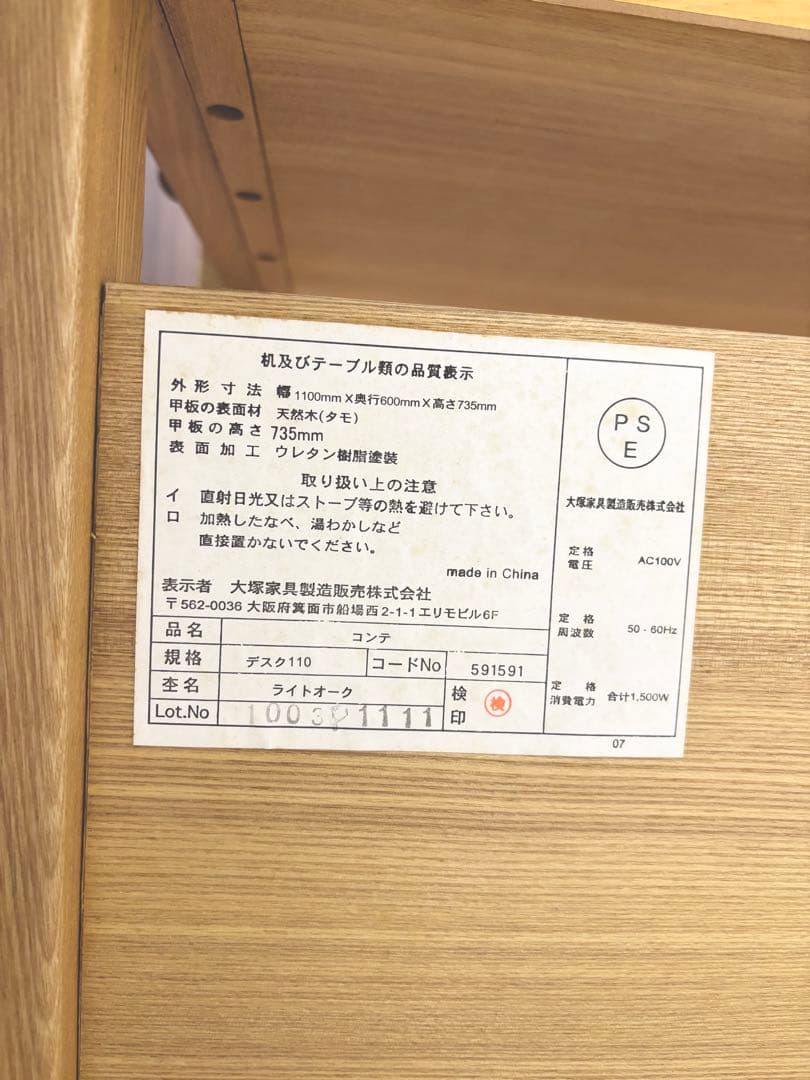 机及びテーブル類の品質表示
外形寸法 幅1100mm X 奥行600mm X 高さ735mm
甲板の表面材 天然木(タモ)
甲板の高さ 735mm
表面加工 ウレタン樹脂塗装
取り扱い上の注意
イ 直射日光又はストーブ等の熱を避けて下さい。
ロ 加熱したなべ、湯わかしなど
直接置かないでください。
made in China
表示者 大塚家具製造販売株式会社
〒562-0036 大阪府箕面市船場西2-1-1エリモビル6F
品名 コンテ
規格 デスク110 コードNo 591591
杢名 ライトオーク
Lot.No
検印 検
PS
E
大塚家具製造販売株式会社
定格電圧 AC100V
定格周波数 50-60Hz
定格消費電力 合計1,500W
07